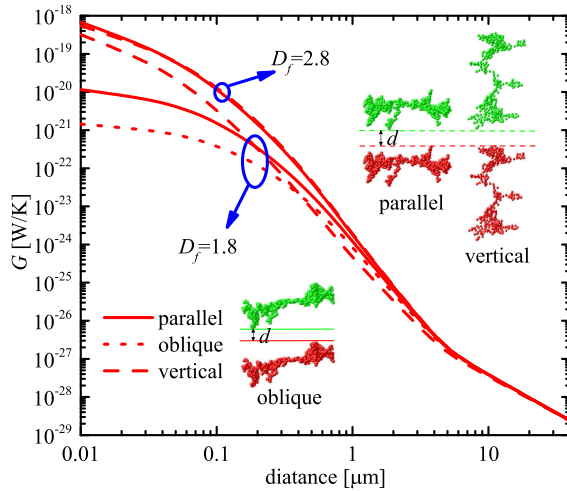 10^-18
10^-19
10^-20
10^-21
10^-22
10^-23
10^-24
10^-25
10^-26
10^-27
10^-28
10^-29
G [W/K]
D_f=2.8
D_f=1.8
d
parallel
vertical
parallel
oblique
vertical
d
oblique
0.01
0.1
1
10
diatance [μm]